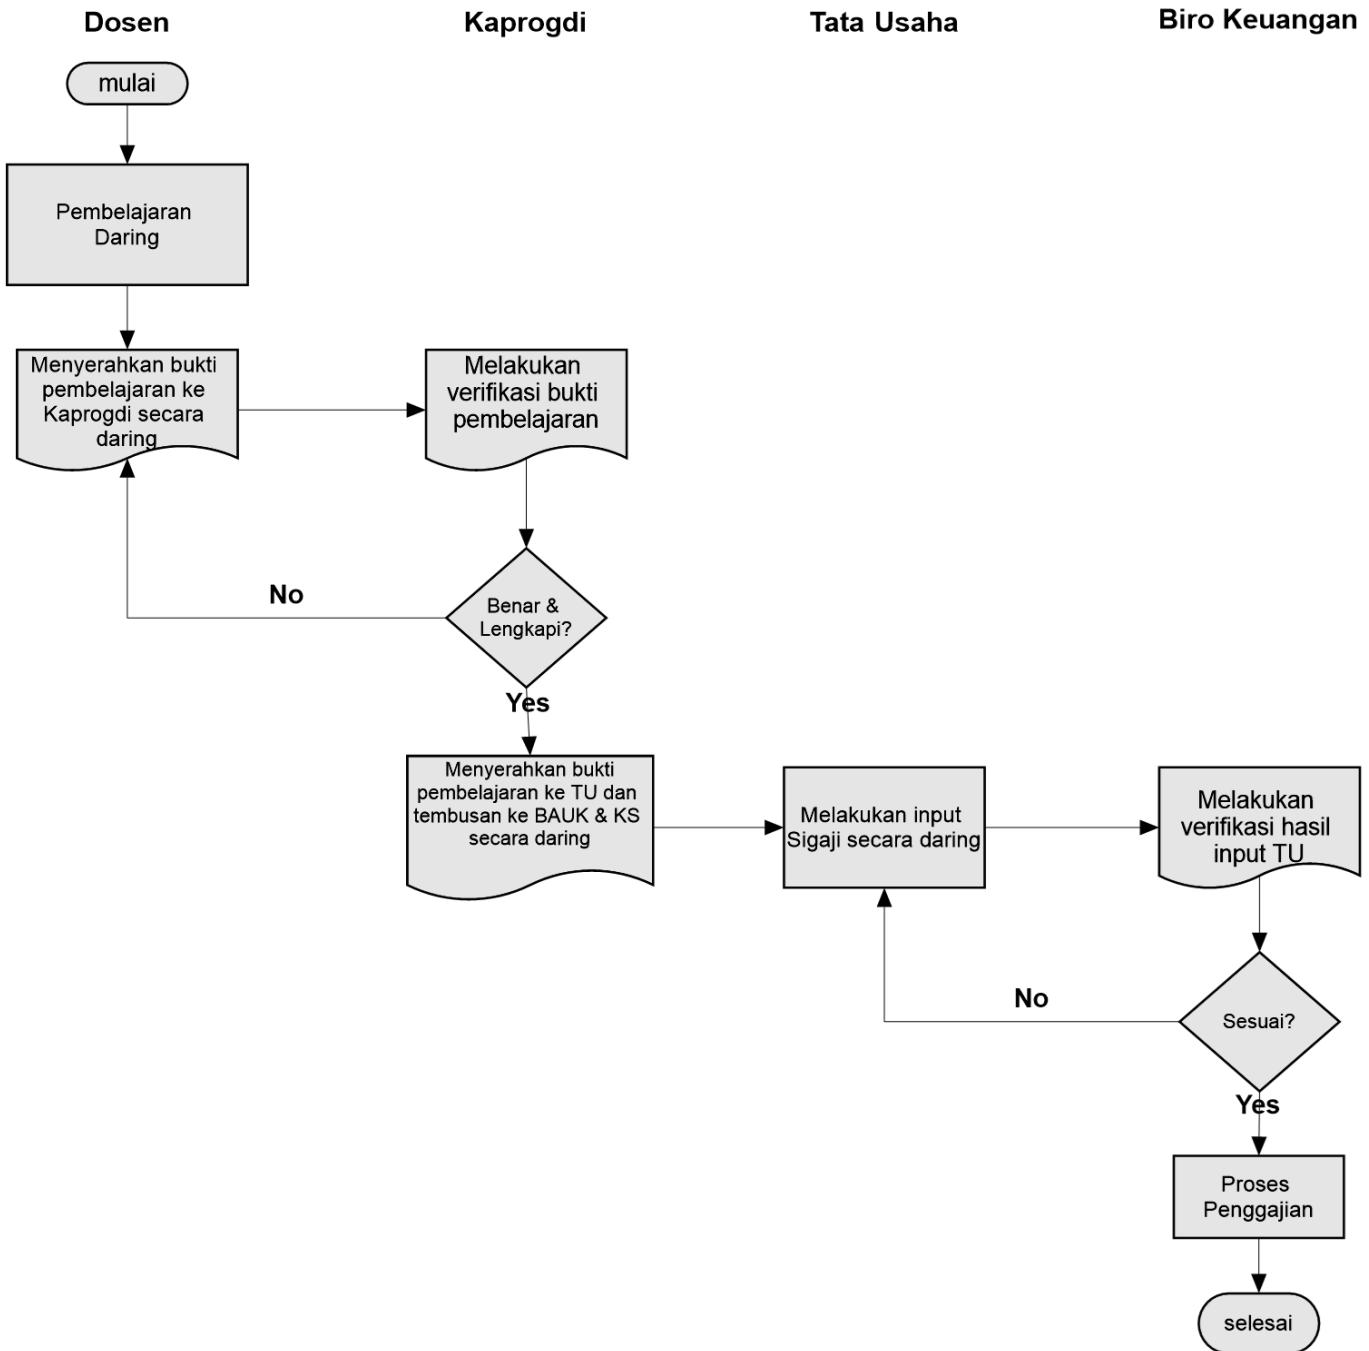 Dosen
Kaprogdi
Tata Usaha
Biro Keuangan
mulai
Pembelajaran
Daring
Menyerahkan bukti
pembelajaran ke
Kaprogdi secara
daring
Melakukan
verifikasi bukti
pembelajaran
No
Benar &
Lengkapi?
Yes
Menyerahkan bukti
pembelajaran ke TU dan
tembusan ke BAUK & KS
secara daring
Melakukan input
Sigaji secara daring
Melakukan
verifikasi hasil
input TU
No
Sesuai?
Yes
Proses
Penggajian
selesai